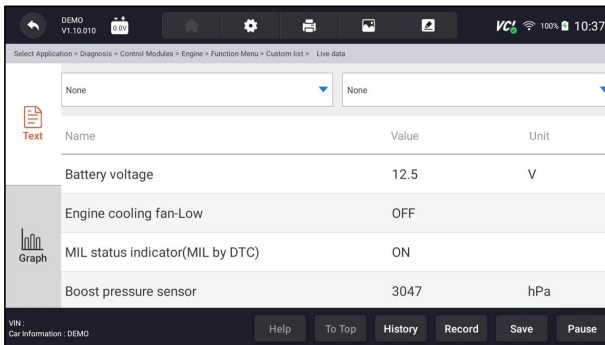 DEMO
V1.10.010
0.0V
VCI
100%
10:37
Select Application > Diagnosis > Control Modules > Engine > Function Menu > Custom list > Live data
None
None
Text
Name Value Unit
Battery voltage 12.5 V
Engine cooling fan-Low OFF
Graph
MIL status indicator(MIL by DTC) ON
Boost pressure sensor 3047 hPa
VIN :
Car Information : DEMO
Help To Top History Record Save Pause